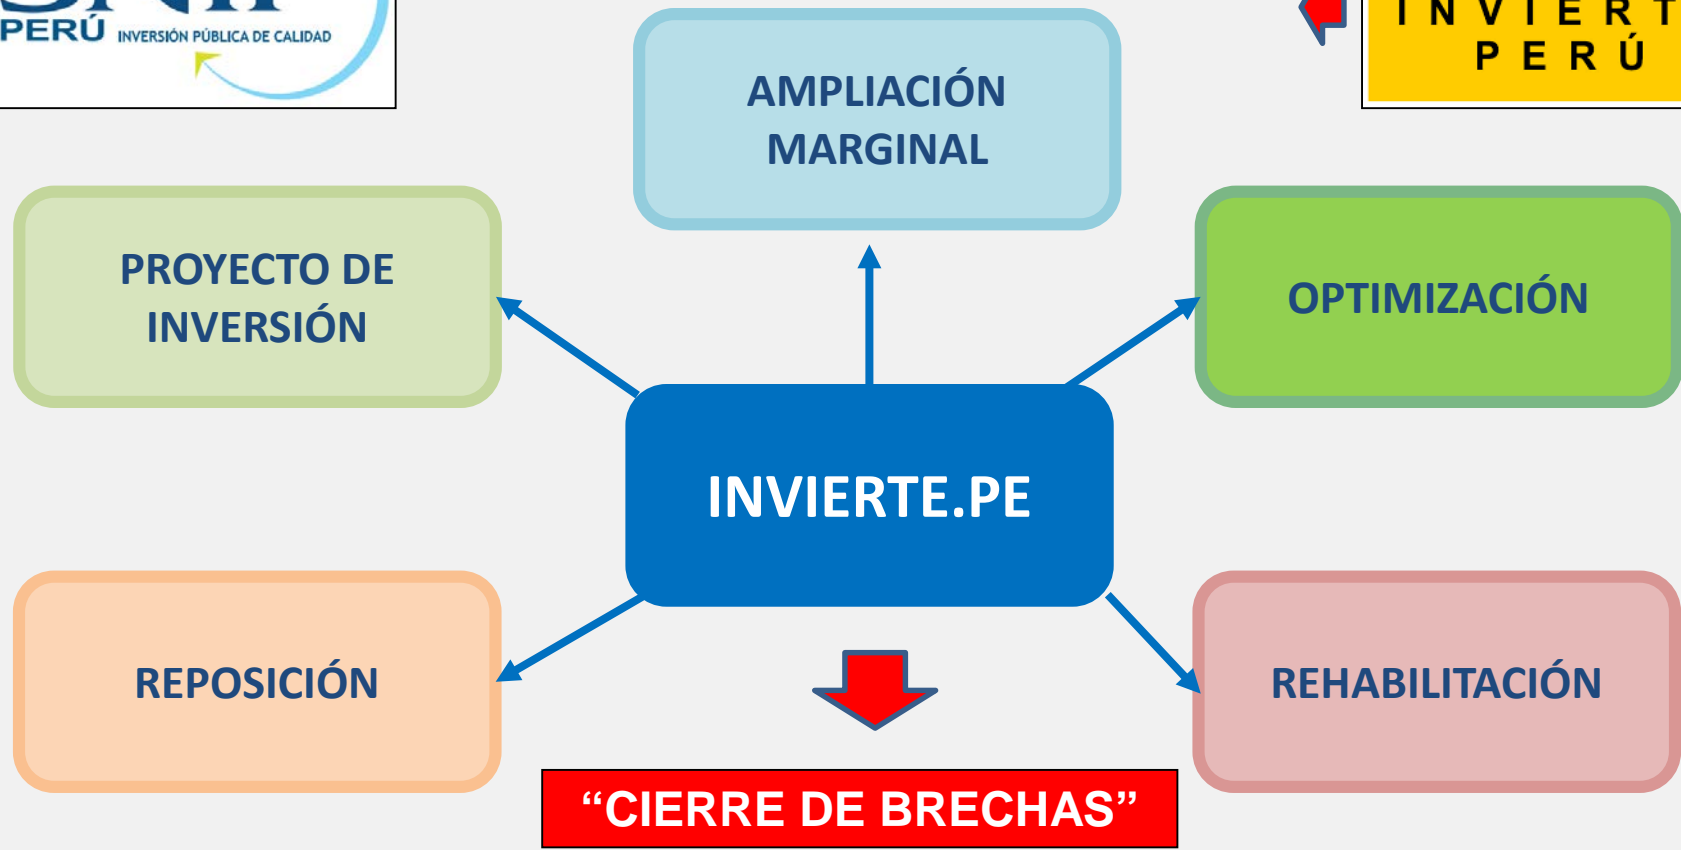 PERÚ INVERSIÓN PÚBLICA DE CALIDAD
INVIERT
PERÚ
AMPLIACIÓN
MARGINAL
PROYECTO DE
INVERSIÓN
OPTIMIZACIÓN
INVIERTE.PE
REPOSICIÓN
REHABILITACIÓN
“CIERRE DE BRECHAS”